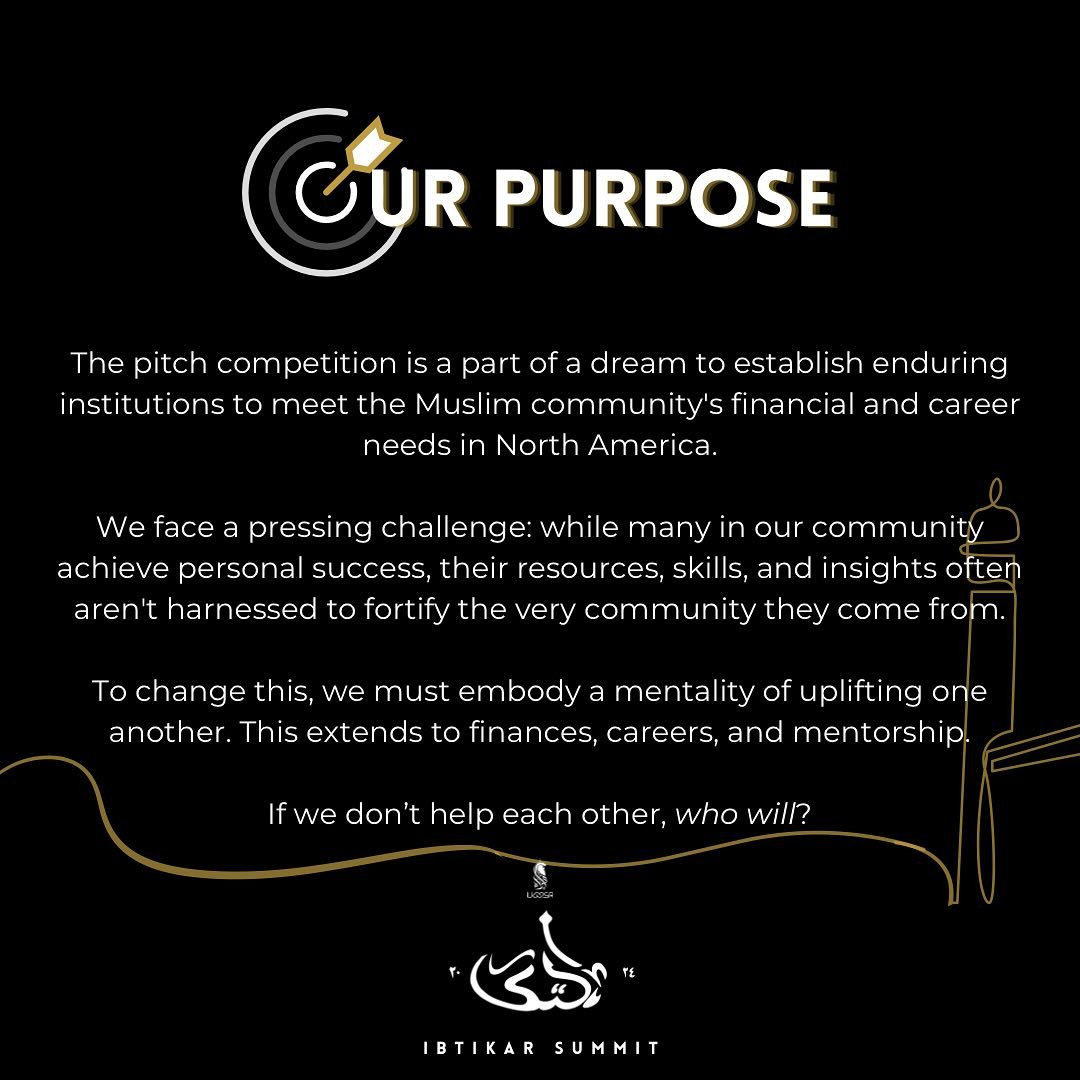 OUR PURPOSE
The pitch competition is a part of a dream to establish enduring
institutions to meet the Muslim community's financial and career
needs in North America.
We face a pressing challenge: while many in our community
achieve personal success, their resources, skills, and insights often
aren't harnessed to fortify the very community they come from.
To change this, we must embody a mentality of uplifting one
another. This extends to finances, careers, and mentorship.
If we don’t help each other, who will?
٢٠ ابتكار ٢٤
IBTIKAR SUMMIT